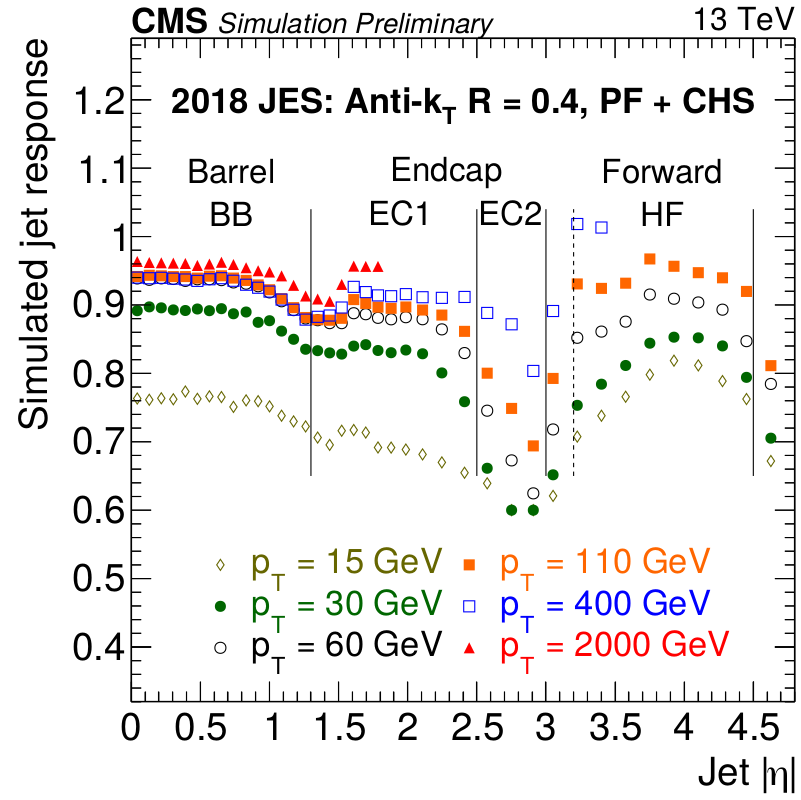 CMS Simulation Preliminary 13 TeV
2018 JES: Anti-kT R = 0.4, PF + CHS
Barrel Endcap Forward
BB EC1 EC2 HF
Simulated jet response
1.2
1.1
1
0.9
0.8
0.7
0.6
0.5
0.4
pT = 15 GeV pT = 110 GeV
pT = 30 GeV pT = 400 GeV
pT = 60 GeV pT = 2000 GeV
0 0.5 1 1.5 2 2.5 3 3.5 4 4.5
Jet |η|